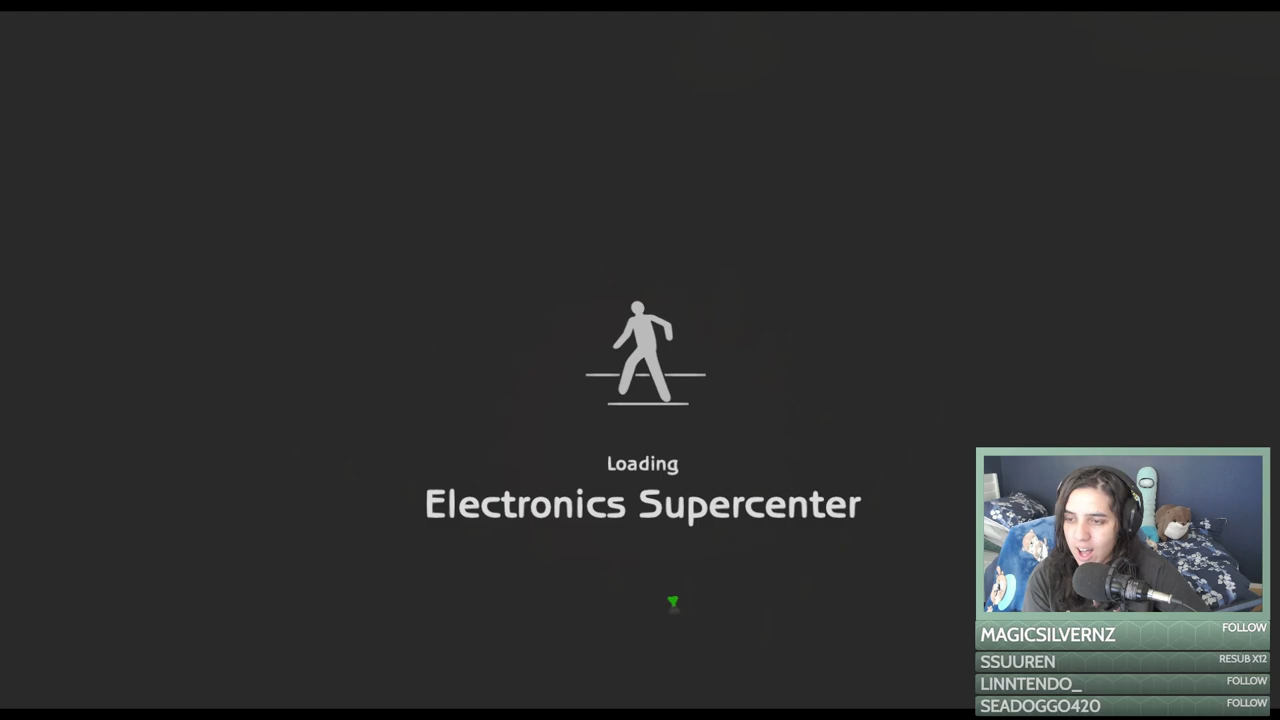 Loading
Electronics Supercenter
MAGICSILVERNZ FOLLOW
SSUUREN RESUB X12
LINNTENDO_ FOLLOW
SEADOGGO420 FOLLOW